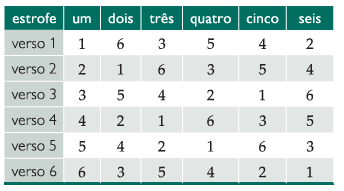 estrofe um dois três quatro cinco seis
verso 1 1 6 3 5 4 2
verso 2 2 1 6 3 5 4
verso 3 3 5 4 2 1 6
verso 4 4 2 1 6 3 5
verso 5 5 4 2 1 6 3
verso 6 6 3 5 4 2 1